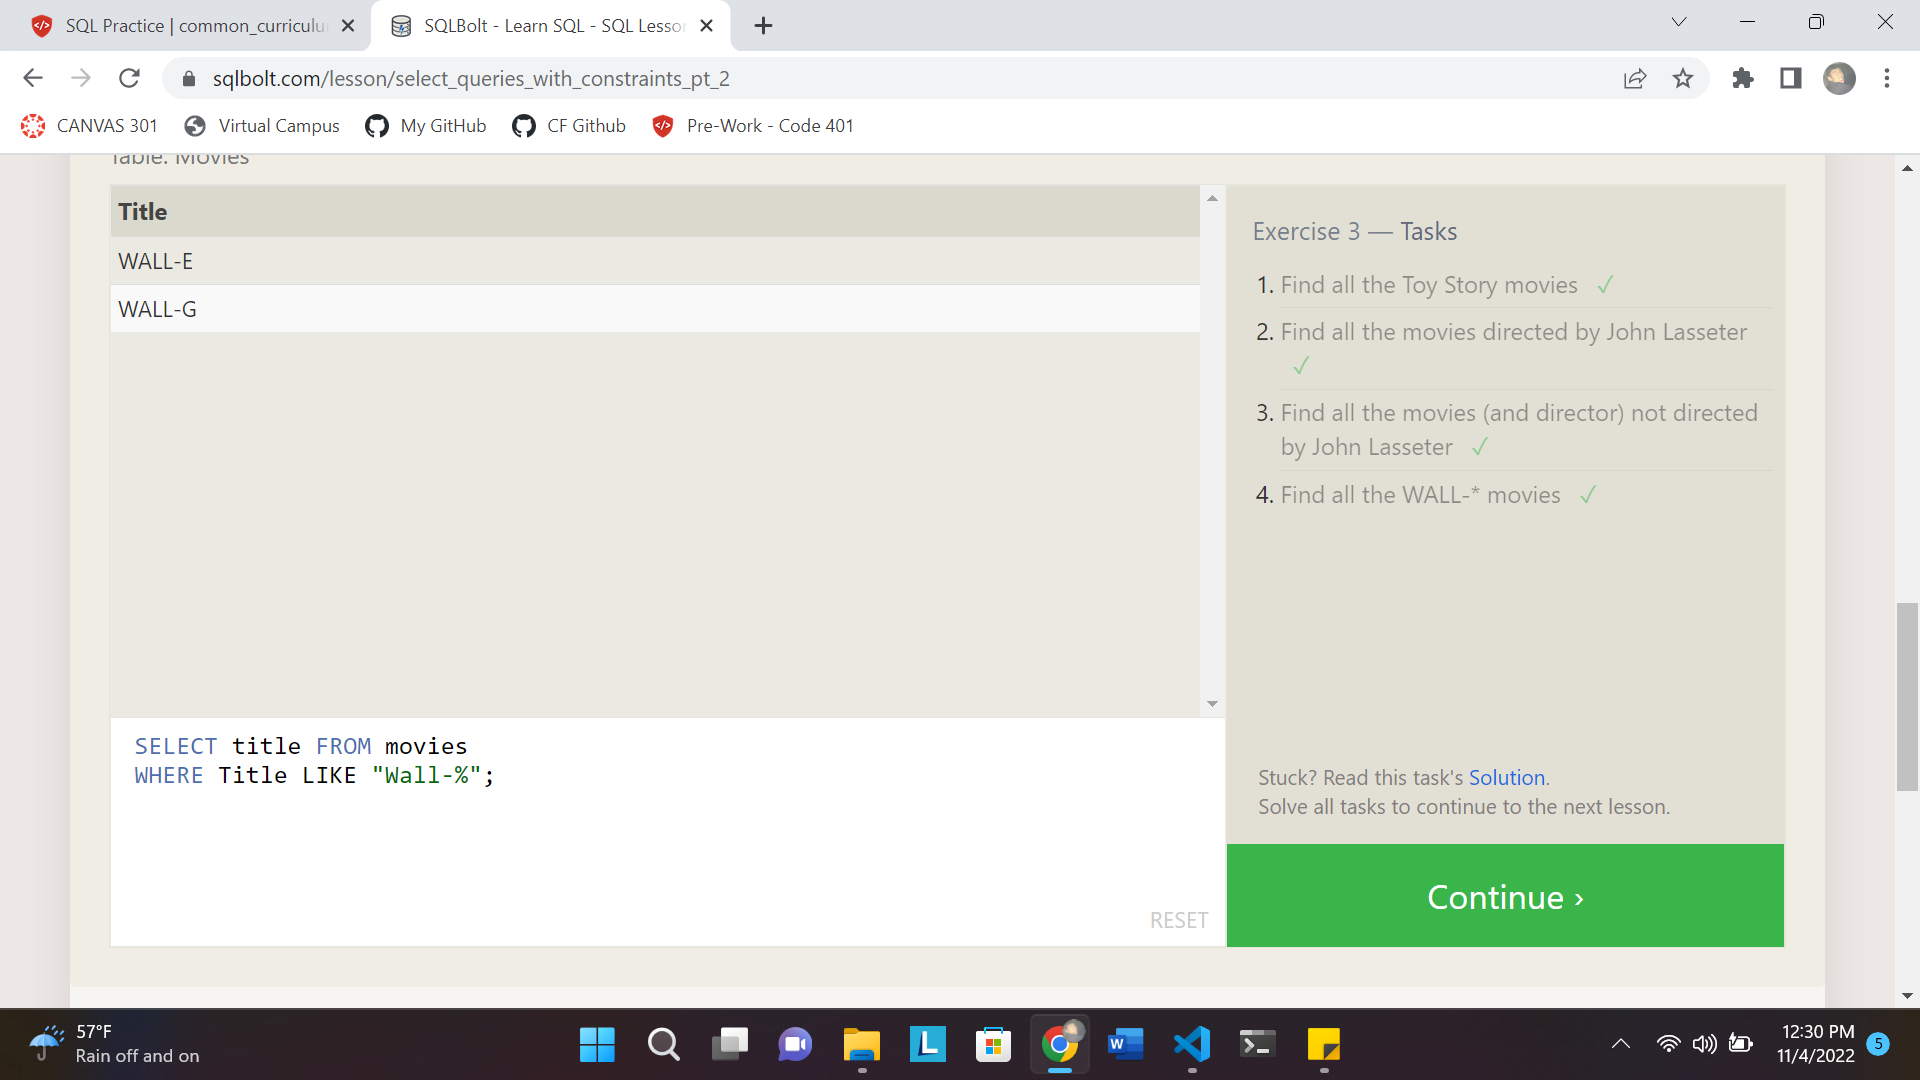 SQL Practice | common_curriculu
SQLBolt - Learn SQL - SQL Lesso
sqlbolt.com/lesson/select_queries_with_constraints_pt_2
CANVAS 301
Virtual Campus
My GitHub
CF Github
Pre-Work - Code 401
Table: Movies
Title
WALL-E
WALL-G
Exercise 3 — Tasks
1. Find all the Toy Story movies ✓
2. Find all the movies directed by John Lasseter
✓
3. Find all the movies (and director) not directed
by John Lasseter ✓
4. Find all the WALL-* movies ✓
SELECT title FROM movies
WHERE Title LIKE "Wall-%";
RESET
Stuck? Read this task's Solution.
Solve all tasks to continue to the next lesson.
Continue ›
57°F
Rain off and on
12:30 PM
11/4/2022
5